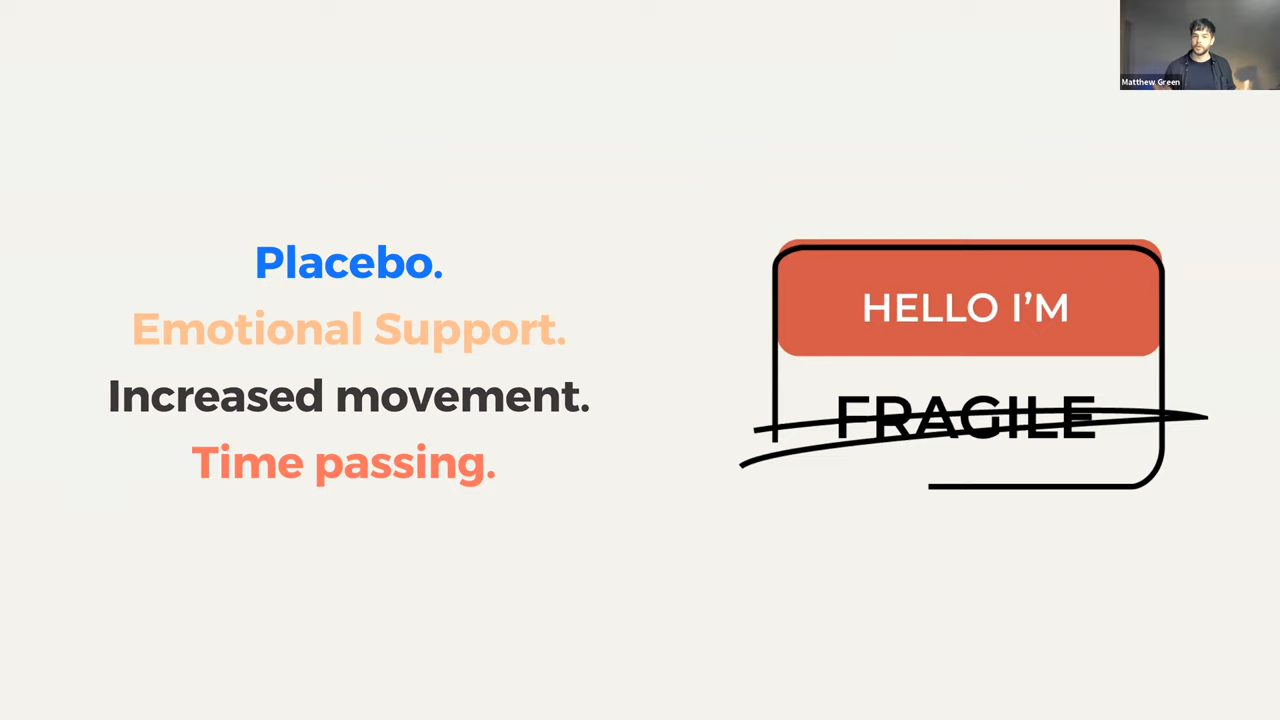 Matthew Green
Placebo.
Emotional Support.
Increased movement.
Time passing.
HELLO I’M
FRAGILE